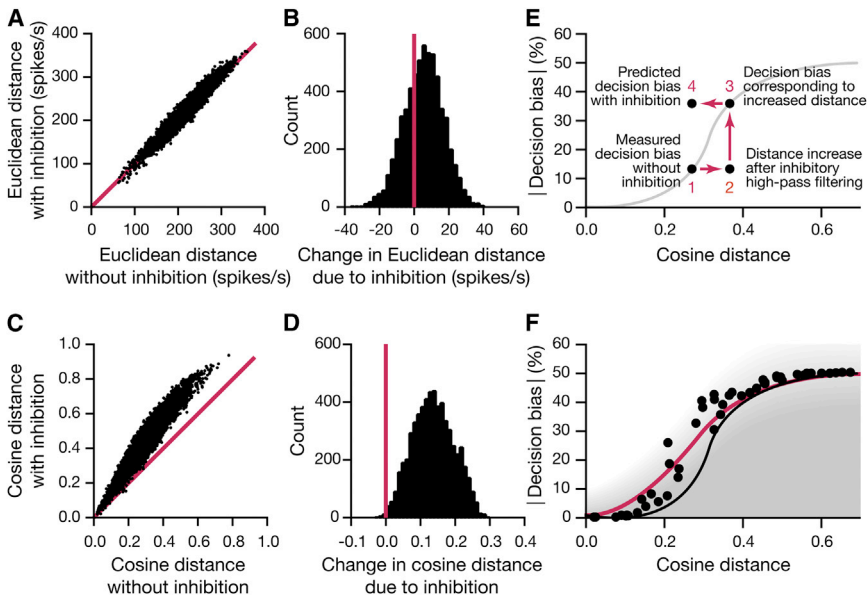 A
400
300
200
100
0
0 100 200 300 400
Euclidean distance
with inhibition (spikes/s)
Euclidean distance
without inhibition (spikes/s)
B
600
400
200
0
Count
-40 -20 0 20 40 60
Change in Euclidean distance
due to inhibition (spikes/s)
E
60
50
40
30
20
10
0
|Decision bias| (%)
Predicted
decision bias
with inhibition
4
3
Decision bias
corresponding to
increased distance
Measured
decision bias
without
inhibition
1
2
Distance increase
after inhibitory
high-pass filtering
0.0 0.2 0.4 0.6
Cosine distance
C
1.0
0.8
0.6
0.4
0.2
0.0
Cosine distance
with inhibition
0.0 0.2 0.4 0.6 0.8 1.0
Cosine distance
without inhibition
D
600
400
200
0
Count
-0.1 0.0 0.1 0.2 0.3 0.4
Change in cosine distance
due to inhibition
F
60
50
40
30
20
10
0
|Decision bias| (%)
0.0 0.2 0.4 0.6
Cosine distance